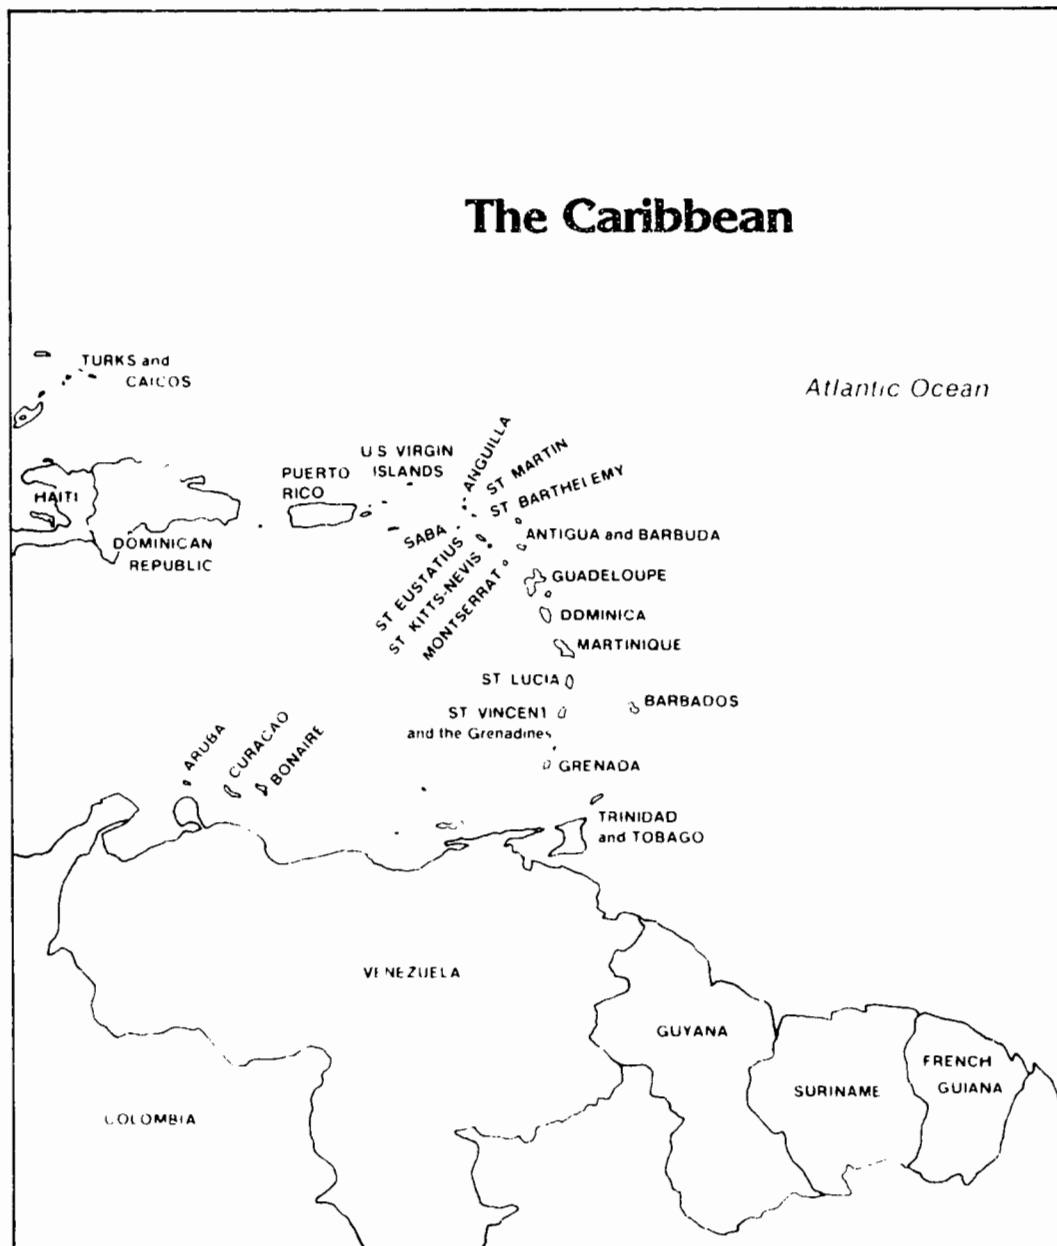 The Caribbean
TURKS and
CAICOS
Atlantic Ocean
U S VIRGIN
ISLANDS
ANGUILLA
ST MARTIN
ST BARTHELEMY
PUERTO
RICO
HAITI
DOMINICAN
REPUBLIC
SABA
ST EUSTATIUS
ST KITTS-NEVIS
MONTSERRAT
ANTIGUA and BARBUDA
GUADELOUPE
DOMINICA
MARTINIQUE
ST LUCIA
BARBADOS
ST VINCENT
and the Grenadines
GRENADA
ARUBA
CURACAO
BONAIRE
TRINIDAD
and TOBAGO
VENEZUELA
GUYANA
SURINAME
FRENCH
GUIANA
COLOMBIA